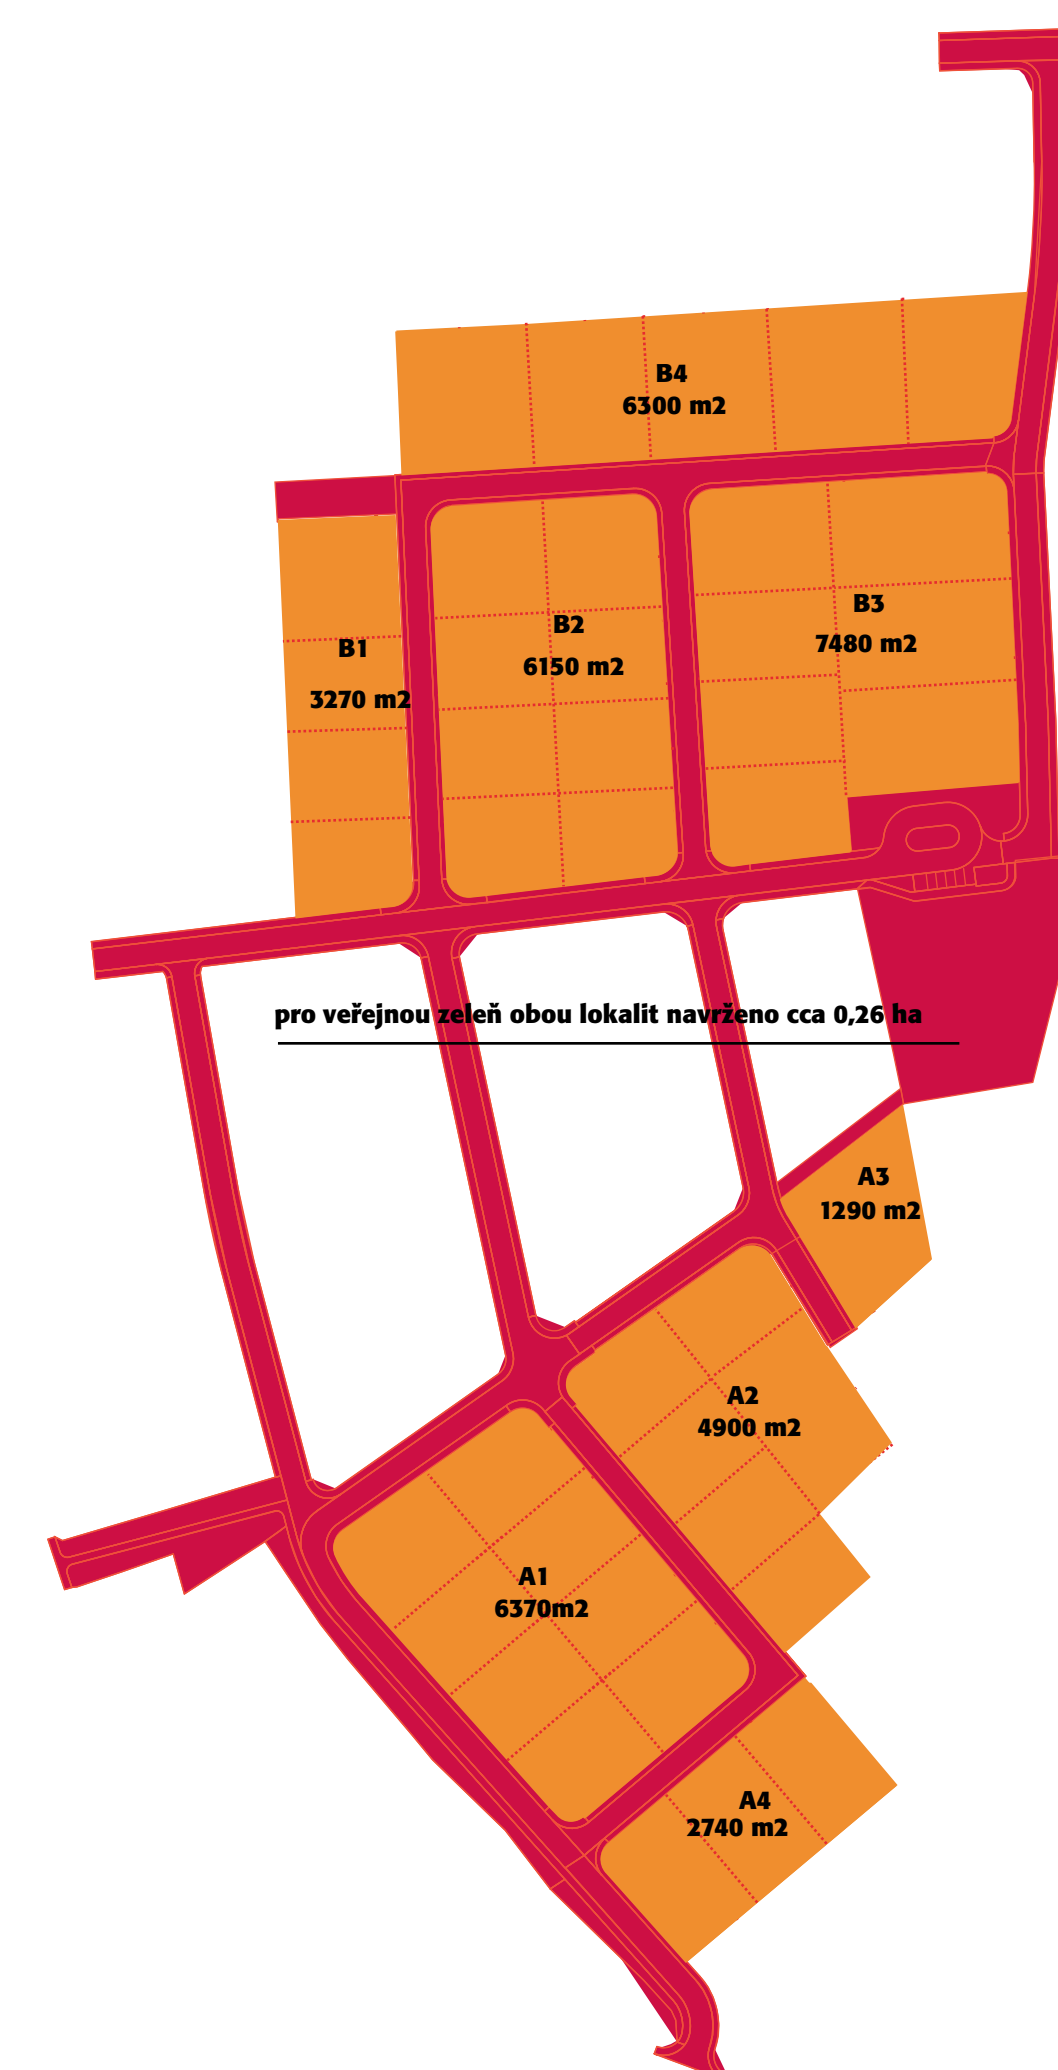 B4
6300 m2
B3
7480 m2
B2
6150 m2
B1
3270 m2
pro veřejnou zeleň obou lokalit navrženo cca 0,26 ha
A3
1290 m2
A2
4900 m2
A1
6370m2
A4
2740 m2